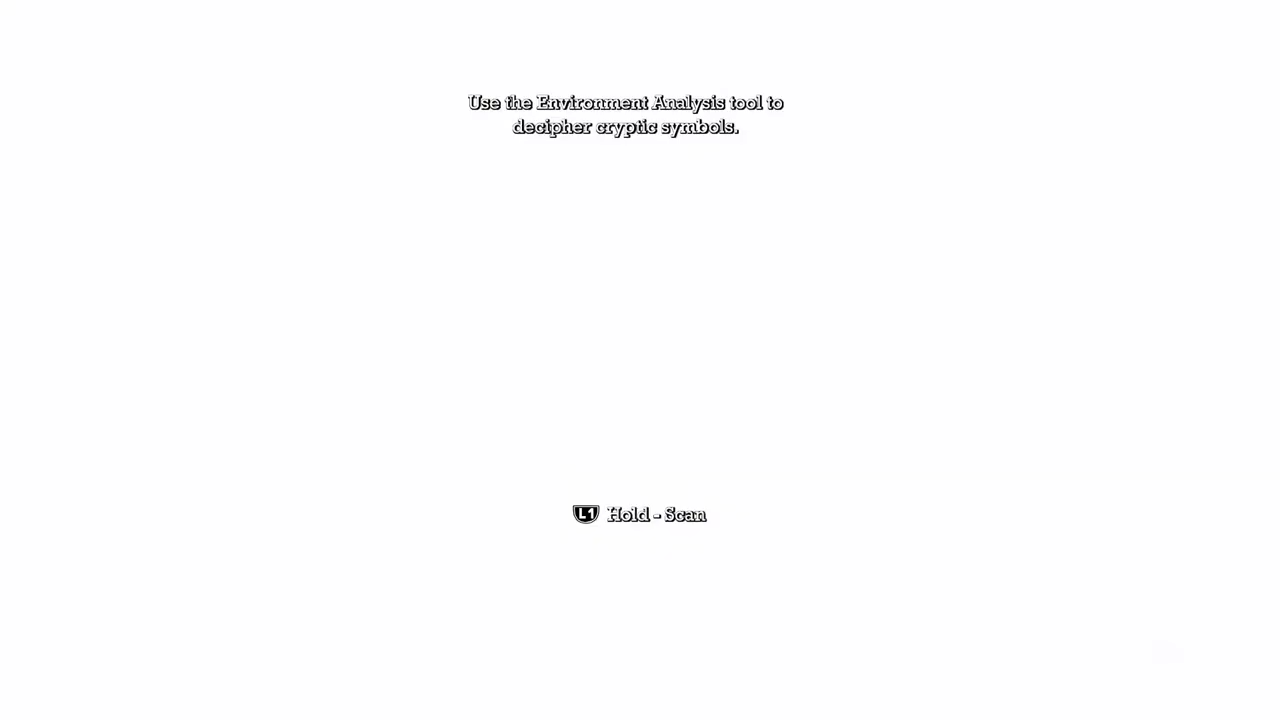 Use the Environment Analysis tool to
decipher cryptic symbols.
L1 Hold - Scan